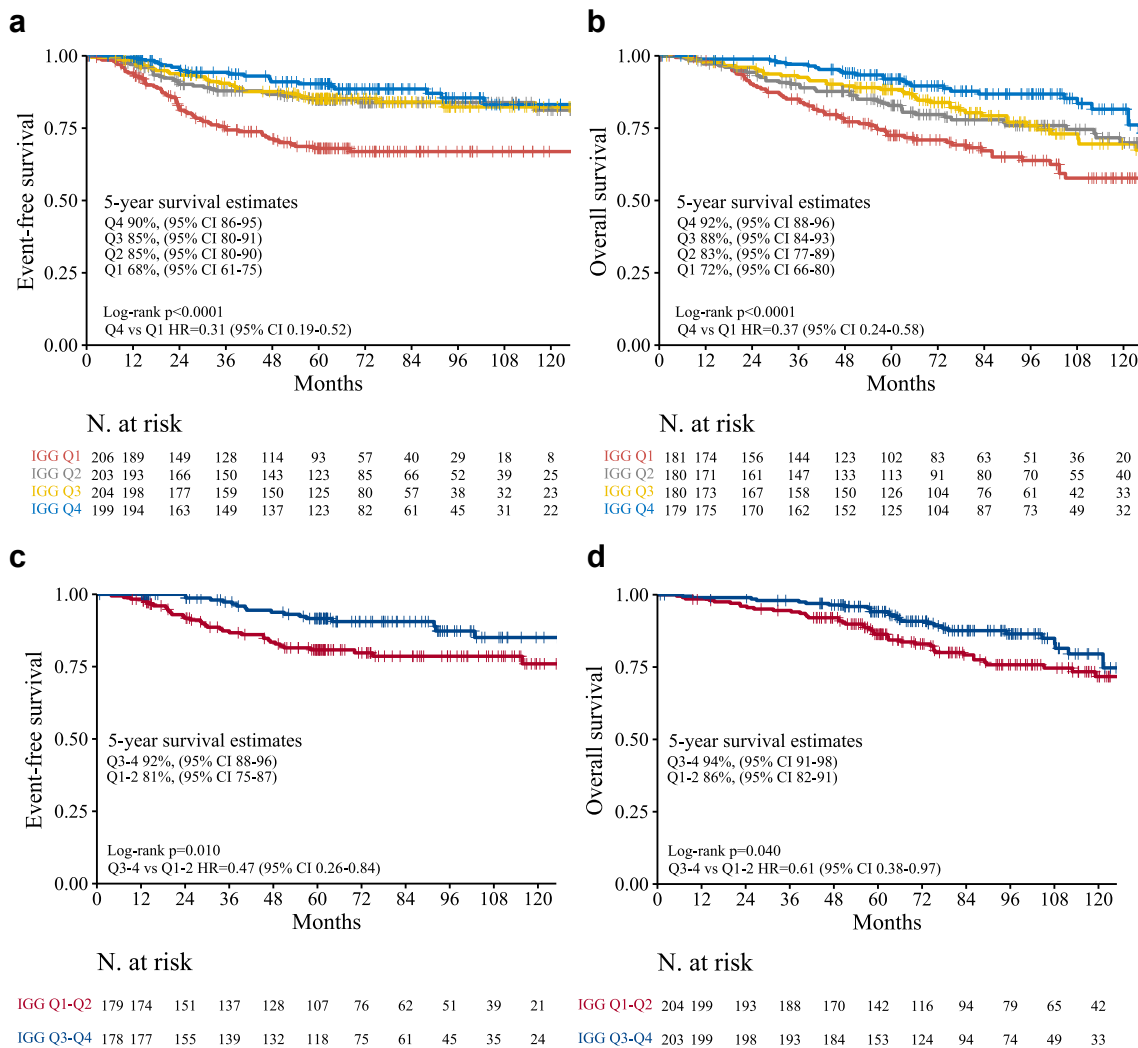 a
Event-free survival
1.00
0.75
0.50
0.25
0.00
5-year survival estimates
Q4 90%, (95% CI 86-95)
Q3 85%, (95% CI 80-91)
Q2 85%, (95% CI 80-90)
Q1 68%, (95% CI 61-75)
Log-rank p<0.0001
Q4 vs Q1 HR=0.31 (95% CI 0.19-0.52)
0 12 24 36 48 60 72 84 96 108 120
Months
N. at risk
IGG Q1 206 189 149 128 114 93 57 40 29 18 8
IGG Q2 203 193 166 150 143 123 85 66 52 39 25
IGG Q3 204 198 177 159 150 125 80 57 38 32 23
IGG Q4 199 194 163 149 137 123 82 61 45 31 22
b
Overall survival
1.00
0.75
0.50
0.25
0.00
5-year survival estimates
Q4 92%, (95% CI 88-96)
Q3 88%, (95% CI 84-93)
Q2 83%, (95% CI 77-89)
Q1 72%, (95% CI 66-80)
Log-rank p<0.0001
Q4 vs Q1 HR=0.37 (95% CI 0.24-0.58)
0 12 24 36 48 60 72 84 96 108 120
Months
N. at risk
IGG Q1 181 174 156 144 123 102 83 63 51 36 20
IGG Q2 180 171 161 147 133 113 91 80 70 55 40
IGG Q3 180 173 167 158 150 126 104 76 61 42 33
IGG Q4 179 175 170 162 152 125 104 87 73 49 32
c
Event-free survival
1.00
0.75
0.50
0.25
0.00
5-year survival estimates
Q3-4 92%, (95% CI 88-96)
Q1-2 81%, (95% CI 75-87)
Log-rank p=0.010
Q3-4 vs Q1-2 HR=0.47 (95% CI 0.26-0.84)
0 12 24 36 48 60 72 84 96 108 120
Months
N. at risk
IGG Q1-Q2 179 174 151 137 128 107 76 62 51 39 21
IGG Q3-Q4 178 177 155 139 132 118 75 61 45 35 24
d
Overall survival
1.00
0.75
0.50
0.25
0.00
5-year survival estimates
Q3-4 94%, (95% CI 91-98)
Q1-2 86%, (95% CI 82-91)
Log-rank p=0.040
Q3-4 vs Q1-2 HR=0.61 (95% CI 0.38-0.97)
0 12 24 36 48 60 72 84 96 108 120
Months
N. at risk
IGG Q1-Q2 204 199 193 188 170 142 116 94 79 65 42
IGG Q3-Q4 203 199 198 193 184 153 124 94 74 49 33